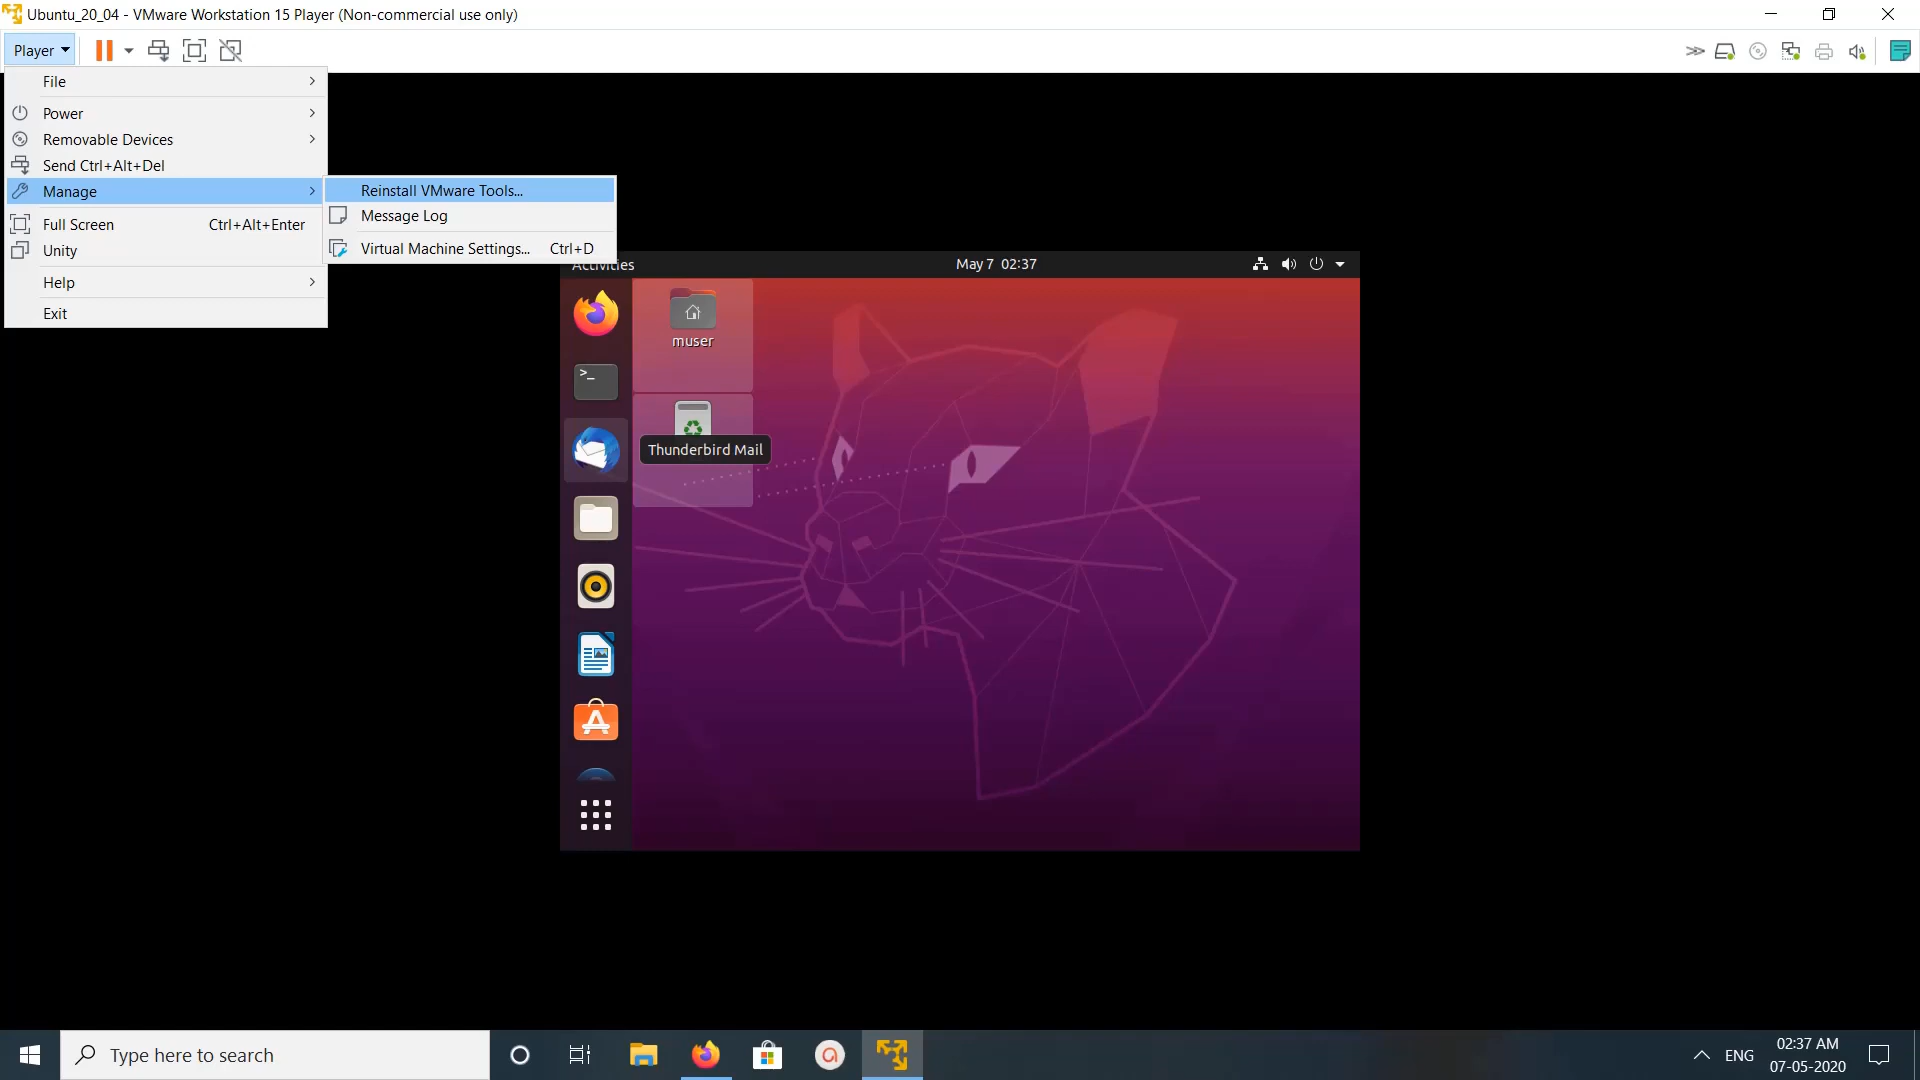 Ubuntu_20_04 - VMware Workstation 15 Player (Non-commercial use only)
Player
File
Power
Removable Devices
Send Ctrl+Alt+Del
Manage
Full Screen Ctrl+Alt+Enter
Unity
Help
Exit
Reinstall VMware Tools...
Message Log
Virtual Machine Settings... Ctrl+D
Activities
May 7 02:37
muser
Thunderbird Mail
>_
Type here to search
ENG
02:37 AM
07-05-2020